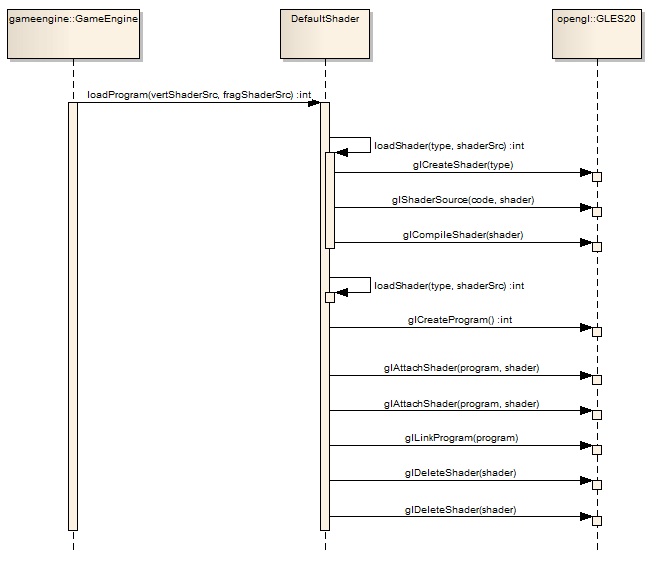 gameengine::GameEngine
DefaultShader
opengl::GLES20
loadProgram(vertShaderSrc, fragShaderSrc) :int
loadShader(type, shaderSrc) :int
glCreateShader(type)
glShaderSource(code, shader)
glCompileShader(shader)
loadShader(type, shaderSrc) :int
glCreateProgram() :int
glAttachShader(program, shader)
glAttachShader(program, shader)
glLinkProgram(program)
glDeleteShader(shader)
glDeleteShader(shader)